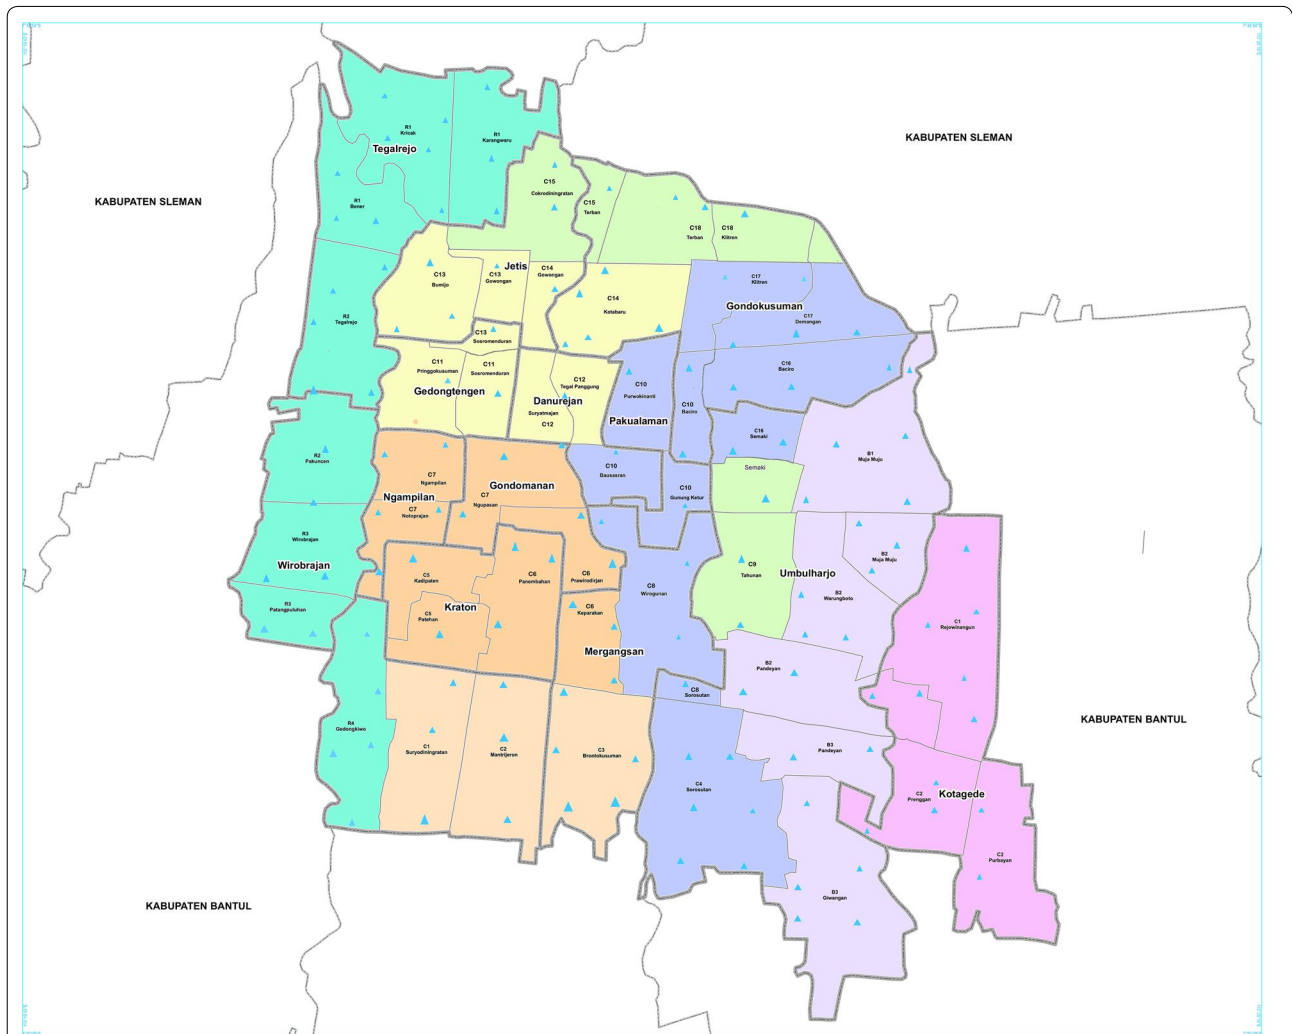 KABUPATEN SLEMAN
KABUPATEN SLEMAN
R1
Kricak
Tegalrejo
R1
Karangwaru
R1
Bener
C15
Cokrodiningratan
C15
Terban
C18
Terban
C18
Klitren
C13
Bumijo
C13
Gowongan
Jetis
C14
Gowongan
C14
Kotabaru
C17
Klitren
Gondokusuman
C17
Demangan
R2
Tegalrejo
C13
Sosromenduran
C11
Pringgokusuman
C11
Sosromenduran
Gedongtengen
C12
Tegal Panggung
Danurejan
Suryatmajan
C12
C10
Purwokinanti
Pakualaman
C10
Baciro
C16
Baciro
C16
Semaki
Semaki
B1
Muja Muju
R2
Pakuncen
C7
Ngampilan
Ngampilan
C7
Notoprajan
Gondomanan
C7
Ngupasan
C10
Bausasran
C10
Gunung Ketur
R3
Wirobrajan
Wirobrajan
R3
Patangpuluhan
C5
Kadipaten
C5
Patehan
Kraton
C6
Panembahan
C6
Prawirodirjan
C6
Keparakan
Mergangsan
C8
Wirogunan
C9
Tahunan
Umbulharjo
B2
Muja Muju
B2
Warungboto
C1
Rejowinangun
B2
Pandeyan
C8
Sorosutan
R4
Gedongkiwo
C1
Suryodiningratan
C2
Mantrijeron
C3
Brontokusuman
C4
Sorosutan
B3
Pandeyan
KABUPATEN BANTUL
C2
Prenggan
Kotagede
C2
Purbayan
B3
Giwangan
KABUPATEN BANTUL